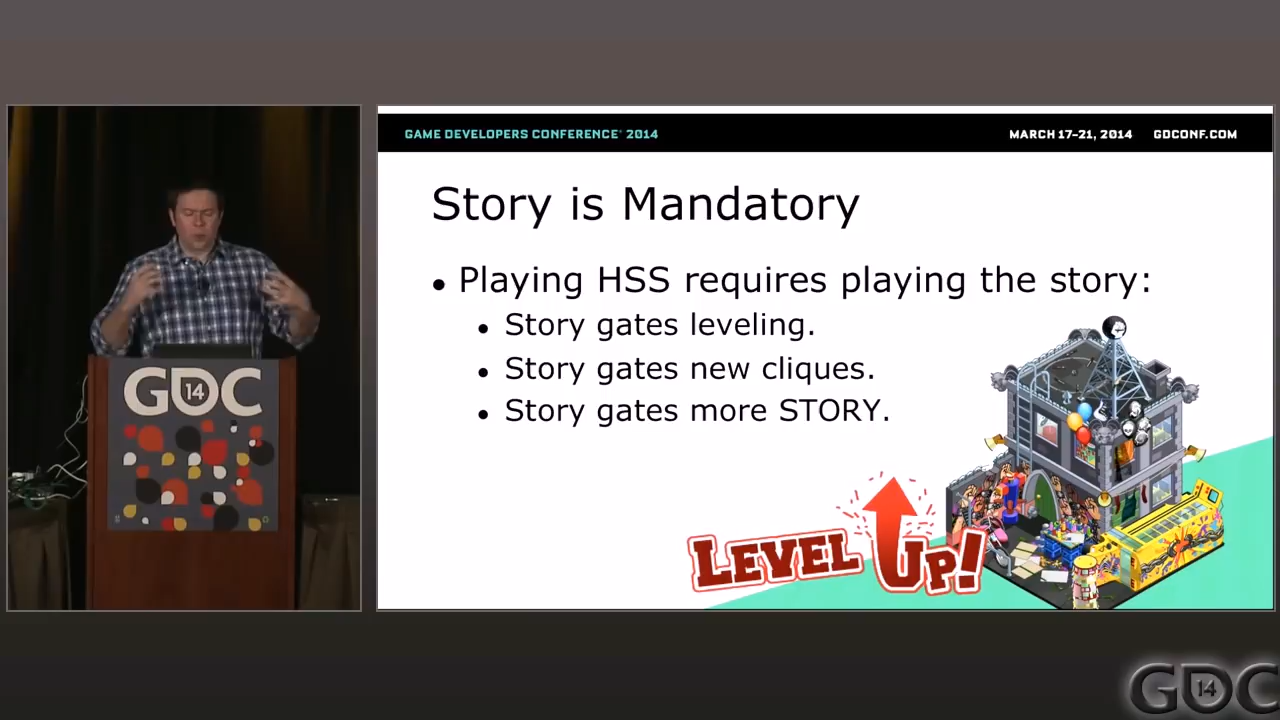 GAME DEVELOPERS CONFERENCE® 2014
MARCH 17–21, 2014 GDCONF.COM
Story is Mandatory
• Playing HSS requires playing the story:
• Story gates leveling.
• Story gates new cliques.
• Story gates more STORY.
LEVEL UP!
GDC
14
GDC
14